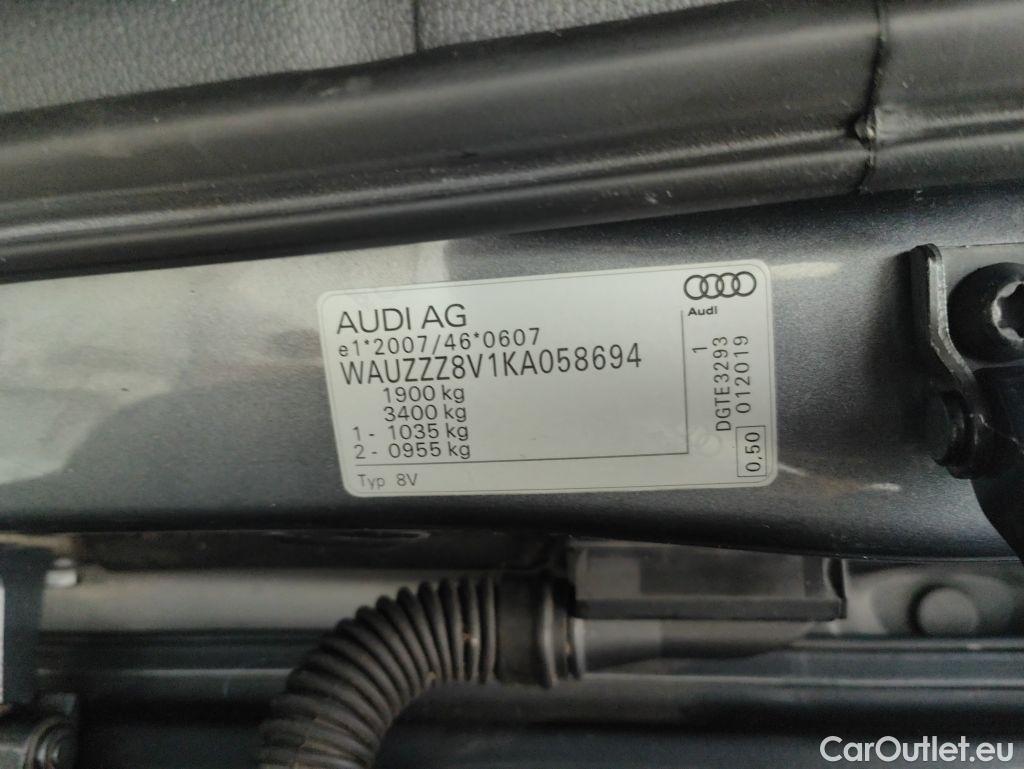 AUDI AG
e1*2007/46*0607
WAUZZZ8V1KA058694
1900 kg
3400 kg
1 - 1035 kg
2 - 0955 kg
Typ 8V
Audi
1
DGTE3293
012019
0,50
CarOutlet.eu